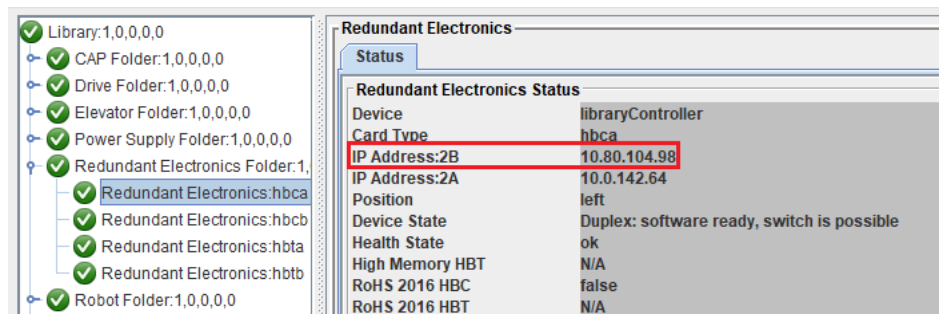 Library:1,0,0,0,0
CAP Folder:1,0,0,0,0
Drive Folder:1,0,0,0,0
Elevator Folder:1,0,0,0,0
Power Supply Folder:1,0,0,0,0
Redundant Electronics Folder:1,
Redundant Electronics:hbca
Redundant Electronics:hbcb
Redundant Electronics:hbta
Redundant Electronics:hbtb
Robot Folder:1,0,0,0,0
Redundant Electronics
Status
Redundant Electronics Status
Device libraryController
Card Type hbca
IP Address:2B 10.80.104.98
IP Address:2A 10.0.142.64
Position left
Device State Duplex: software ready, switch is possible
Health State ok
High Memory HBT N/A
RoHS 2016 HBC false
RoHS 2016 HBT N/A